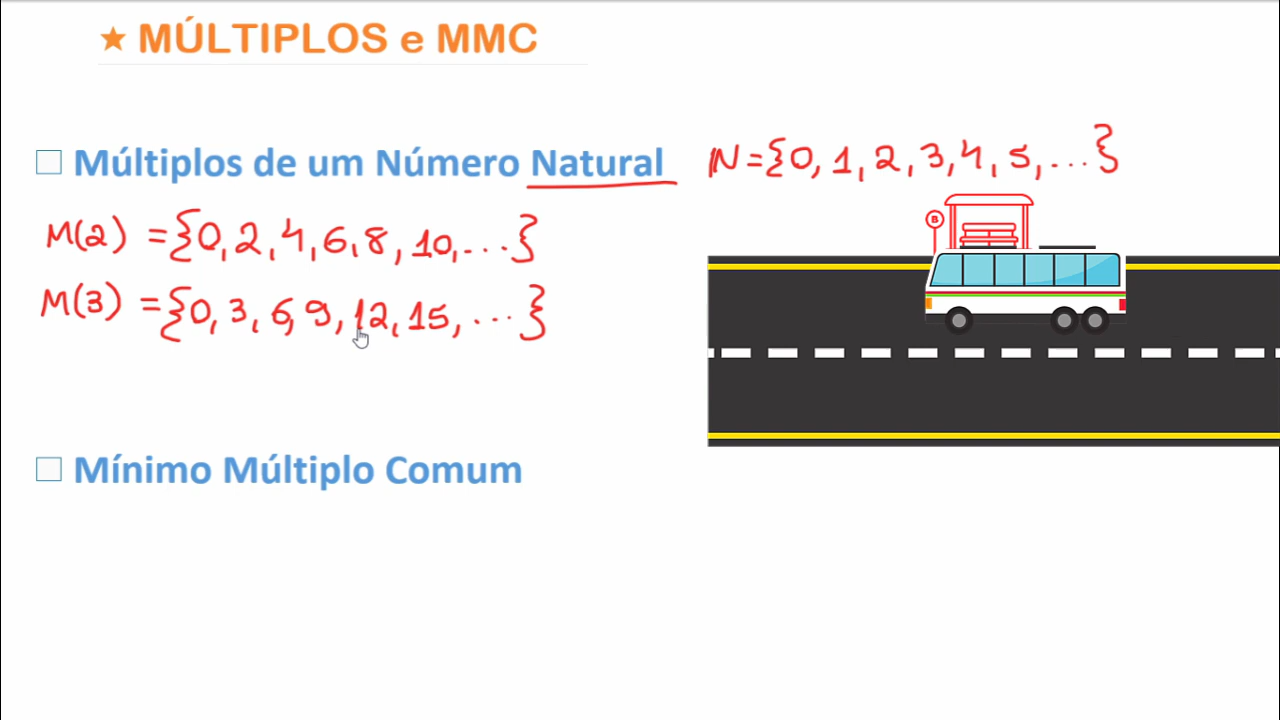 ★ MÚLTIPLOS e MMC
Múltiplos de um Número Natural
N={0, 1, 2, 3, 4, 5, ...}
M(2) ={0, 2, 4, 6, 8, 10, ...}
B
M(3) ={0, 3, 6, 9, 12, 15, ...}
Mínimo Múltiplo Comum